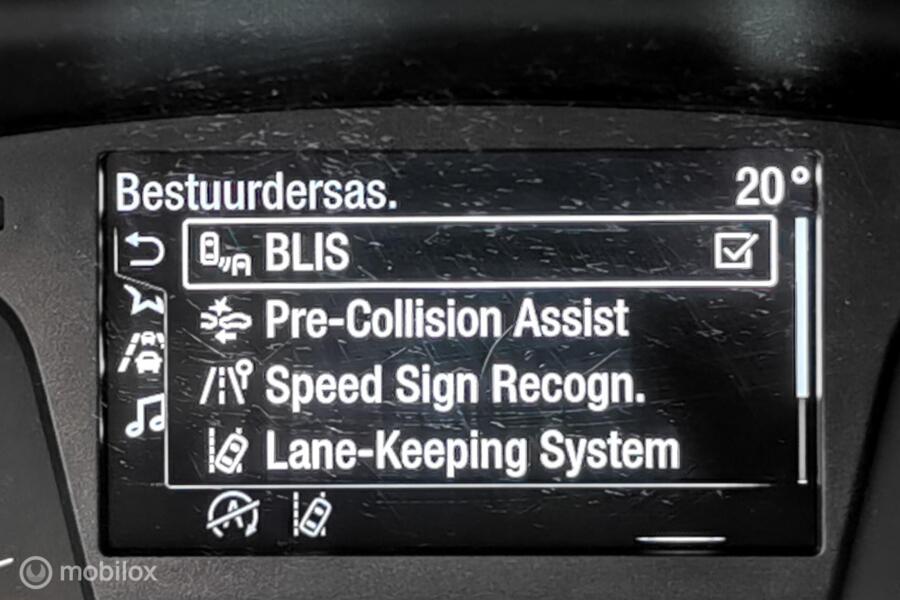 Bestuurdersas. 20°
BLIS
Pre-Collision Assist
Speed Sign Recogn.
Lane-Keeping System
mobilox